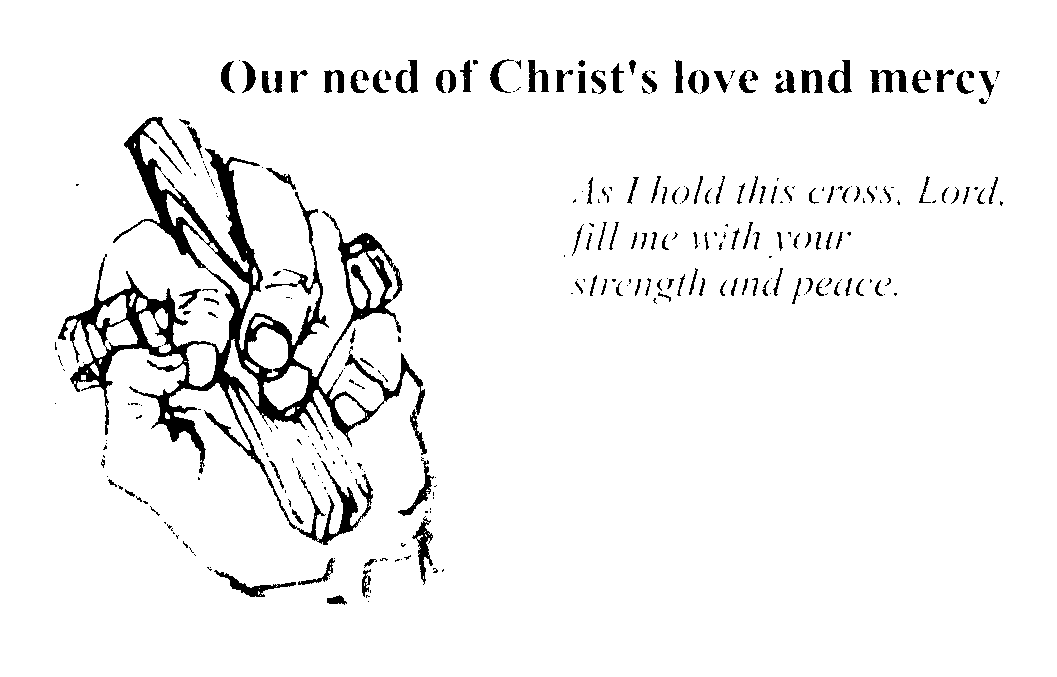 Our need of Christ's love and mercy
As I hold this cross, Lord,
fill me with your
strength and peace.